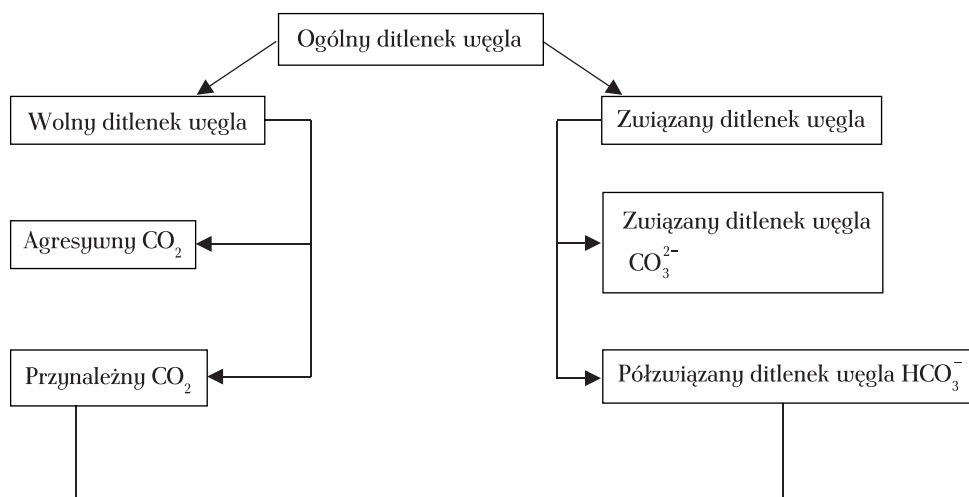 Ogólny ditlenek węgla
Wolny ditlenek węgla
Związany ditlenek węgla
Agresywny CO₂
Związany ditlenek węgla
CO₃²⁻
Przynależny CO₂
Półzwiązany ditlenek węgla HCO₃⁻